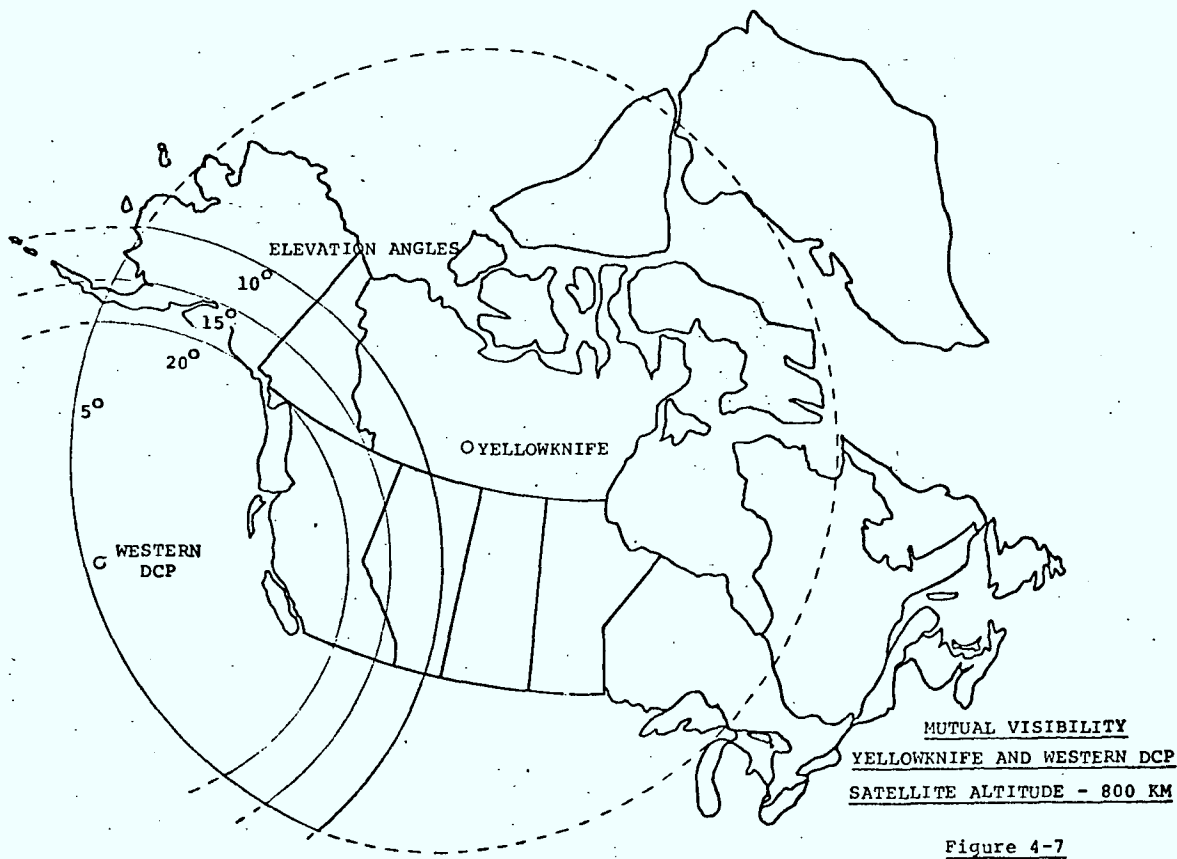 ELEVATION ANGLES
10°
15°
20°
5°
YELLOWKNIFE
WESTERN
DCP
MUTUAL VISIBILITY
YELLOWKNIFE AND WESTERN DCP
SATELLITE ALTITUDE - 800 KM
Figure 4-7